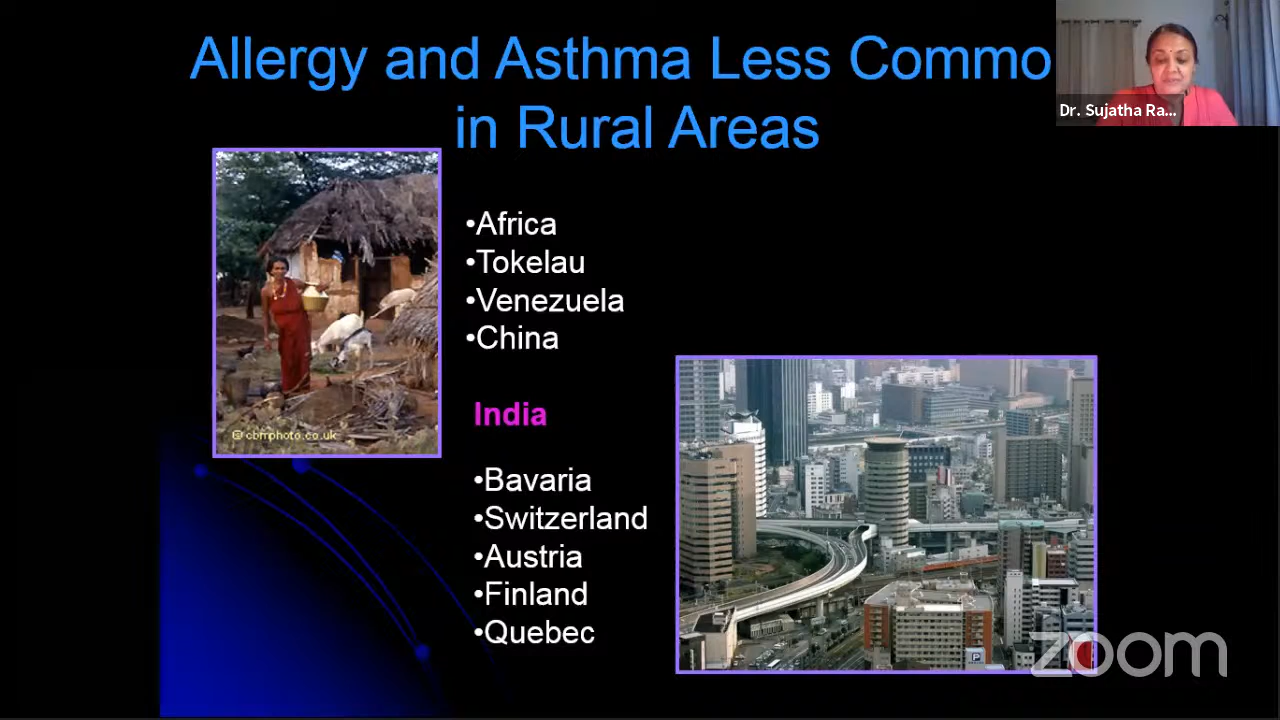 Allergy and Asthma Less Commo
in Rural Areas
Dr. Sujatha Ra...
•Africa
•Tokelau
•Venezuela
•China
India
•Bavaria
•Switzerland
•Austria
•Finland
•Quebec
© cbmphoto.co.uk
P
zoom